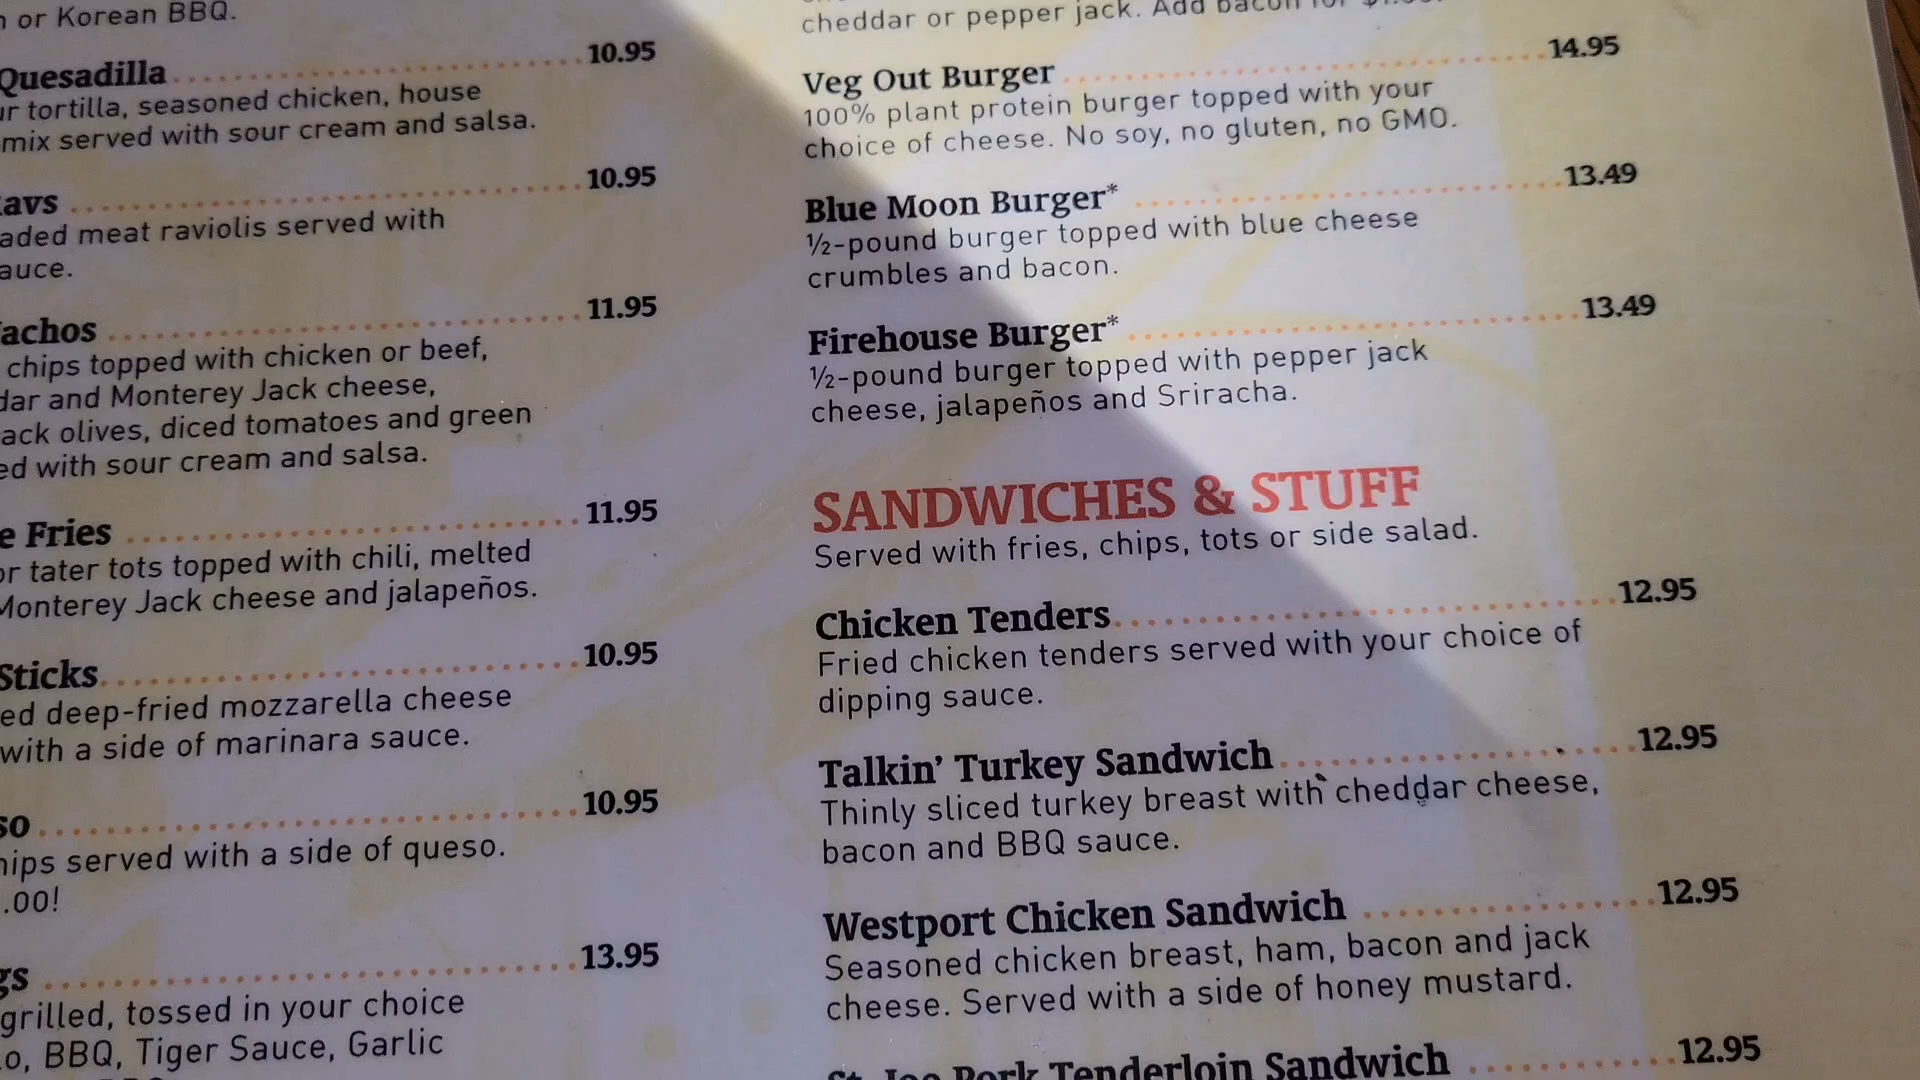 or Korean BBQ.
Quesadilla 10.95
tortilla, seasoned chicken, house
mix served with sour cream and salsa.
10.95
meat raviolis served with
11.95
chips topped with chicken or beef,
and Monterey Jack cheese,
olives, diced tomatoes and green
with sour cream and salsa.
Fries 11.95
tater tots topped with chili, melted
Monterey Jack cheese and jalapeños.
Sticks 10.95
deep-fried mozzarella cheese
with a side of marinara sauce.
10.95
served with a side of queso.
.00!
13.95
grilled, tossed in your choice
BBQ, Tiger Sauce, Garlic
cheddar or pepper jack. Add bacon for
Veg Out Burger 14.95
100% plant protein burger topped with your
choice of cheese. No soy, no gluten, no GMO.
Blue Moon Burger* 13.49
½-pound burger topped with blue cheese
crumbles and bacon.
Firehouse Burger* 13.49
½-pound burger topped with pepper jack
cheese, jalapeños and Sriracha.
SANDWICHES & STUFF
Served with fries, chips, tots or side salad.
Chicken Tenders 12.95
Fried chicken tenders served with your choice of
dipping sauce.
Talkin' Turkey Sandwich 12.95
Thinly sliced turkey breast with cheddar cheese,
bacon and BBQ sauce.
Westport Chicken Sandwich 12.95
Seasoned chicken breast, ham, bacon and jack
cheese. Served with a side of honey mustard.
St. Joe Pork Tenderloin Sandwich 12.95